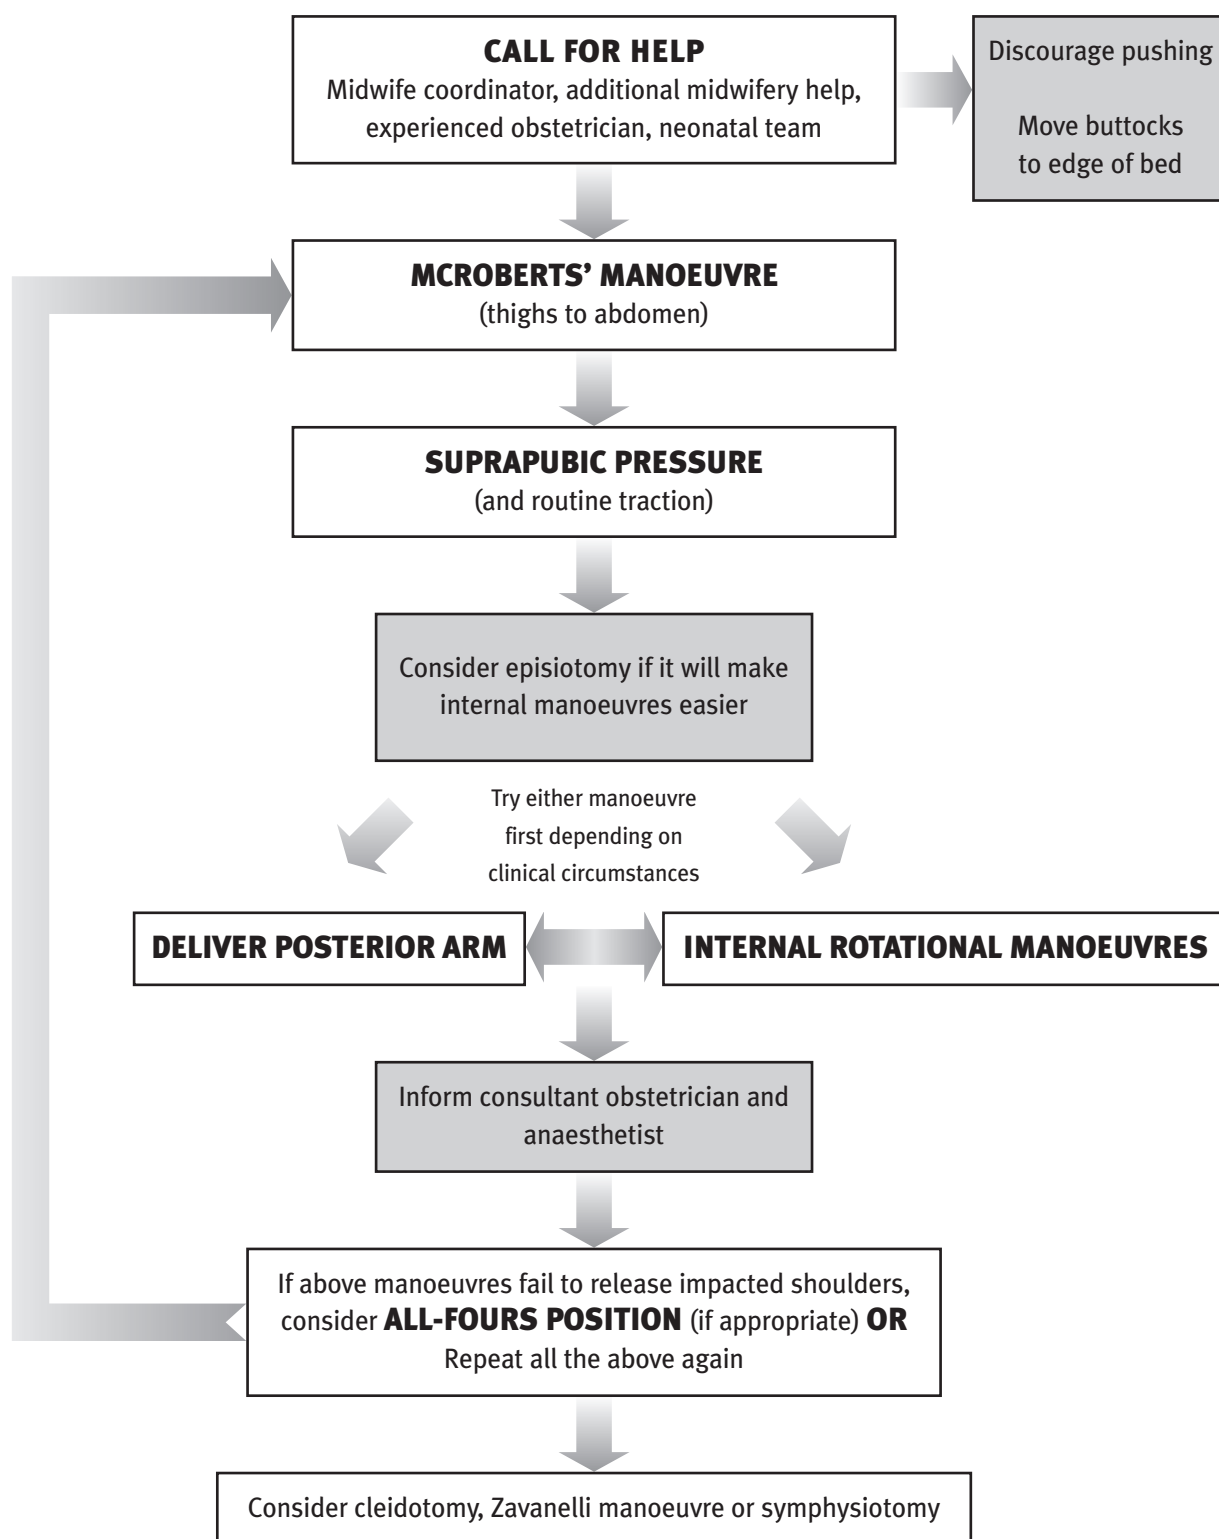 CALL FOR HELP
Midwife coordinator, additional midwifery help,
experienced obstetrician, neonatal team
Discourage pushing
Move buttocks
to edge of bed
MCROBERTS’ MANOEUVRE
(thighs to abdomen)
SUPRAPUBIC PRESSURE
(and routine traction)
Consider episiotomy if it will make
internal manoeuvres easier
Try either manoeuvre
first depending on
clinical circumstances
DELIVER POSTERIOR ARM
INTERNAL ROTATIONAL MANOEUVRES
Inform consultant obstetrician and
anaesthetist
If above manoeuvres fail to release impacted shoulders,
consider ALL-FOURS POSITION (if appropriate) OR
Repeat all the above again
Consider cleidotomy, Zavanelli manoeuvre or symphysiotomy